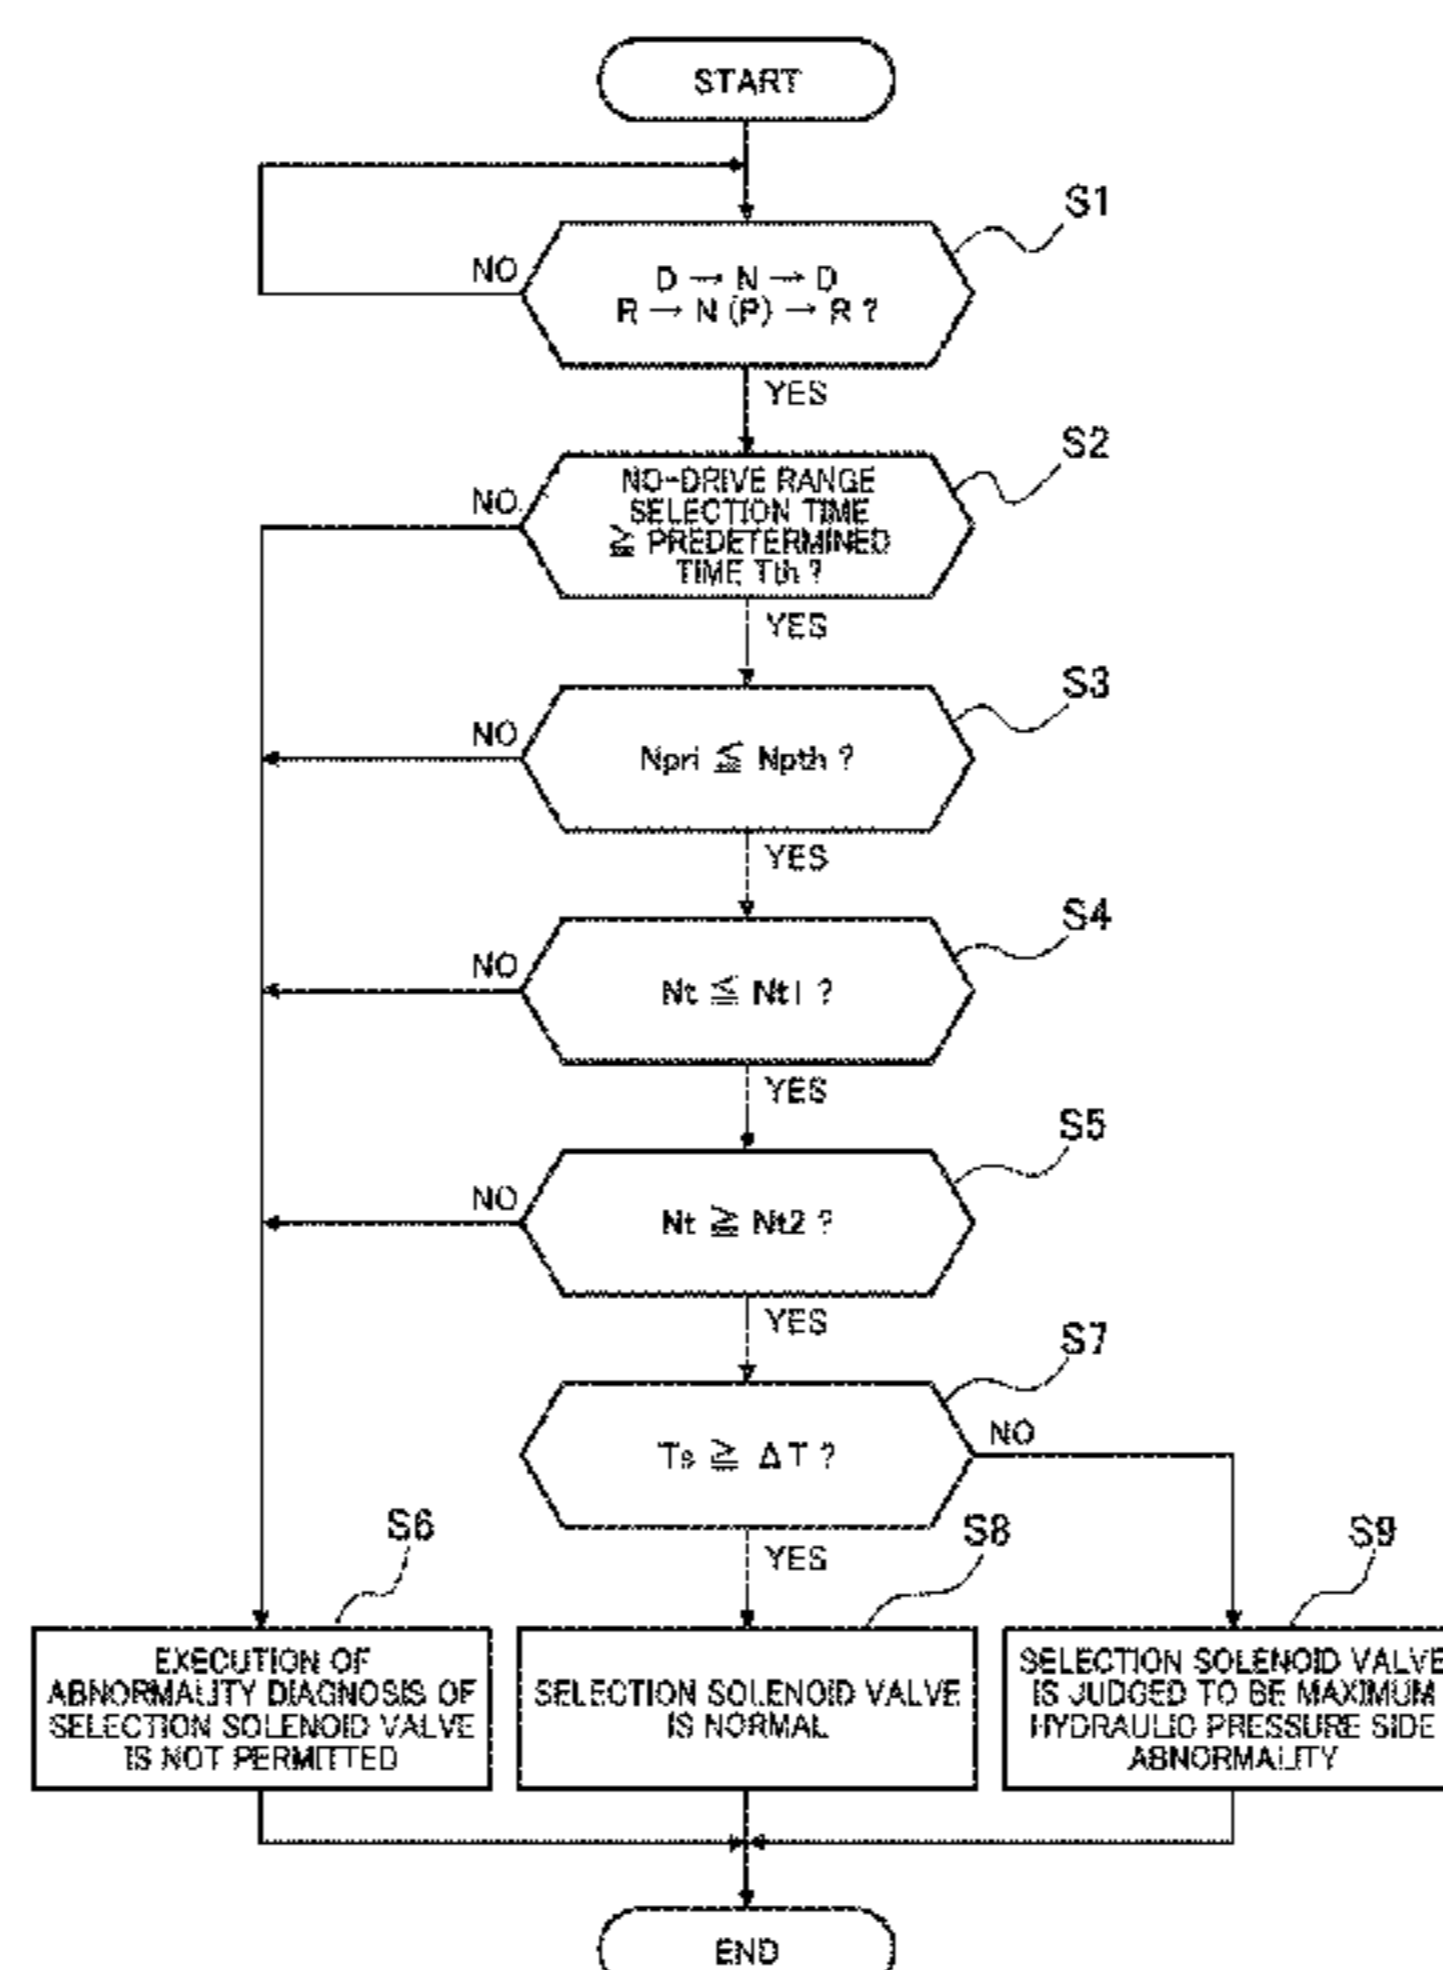 START
S1
NO
D → N → D
R → N (P) → R ?
YES
S2
NO
NO-DRIVE RANGE
SELECTION TIME
≧ PREDETERMINED
TIME Tth ?
YES
S3
NO
Npri ≦ Npth ?
YES
S4
NO
Nt ≦ Nt1 ?
YES
S5
NO
Nt ≧ Nt2 ?
YES
S7
Ts ≧ ΔT ?
NO
YES
S6
S8
S9
EXECUTION OF
ABNORMALITY DIAGNOSIS OF
SELECTION SOLENOID VALVE
IS NOT PERMITTED
SELECTION SOLENOID VALVE
IS NORMAL
SELECTION SOLENOID VALVE
IS JUDGED TO BE MAXIMUM
HYDRAULIC PRESSURE SIDE
ABNORMALITY
END